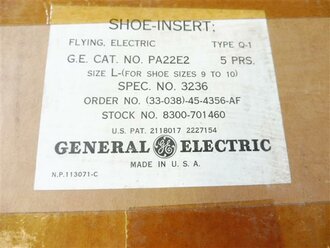 SHOE-INSERT:
FLYING, ELECTRIC TYPE Q-1
G.E. CAT. NO. PA22E2 5 PRS.
SIZE L-(FOR SHOE SIZES 9 TO 10)
SPEC. NO. 3236
ORDER NO. (33-038)-45-4356-AF
STOCK NO. 8300-701460
U.S. PAT. 2118017 2227154
GENERAL GE ELECTRIC
MADE IN U. S. A.
N.P.113071-C